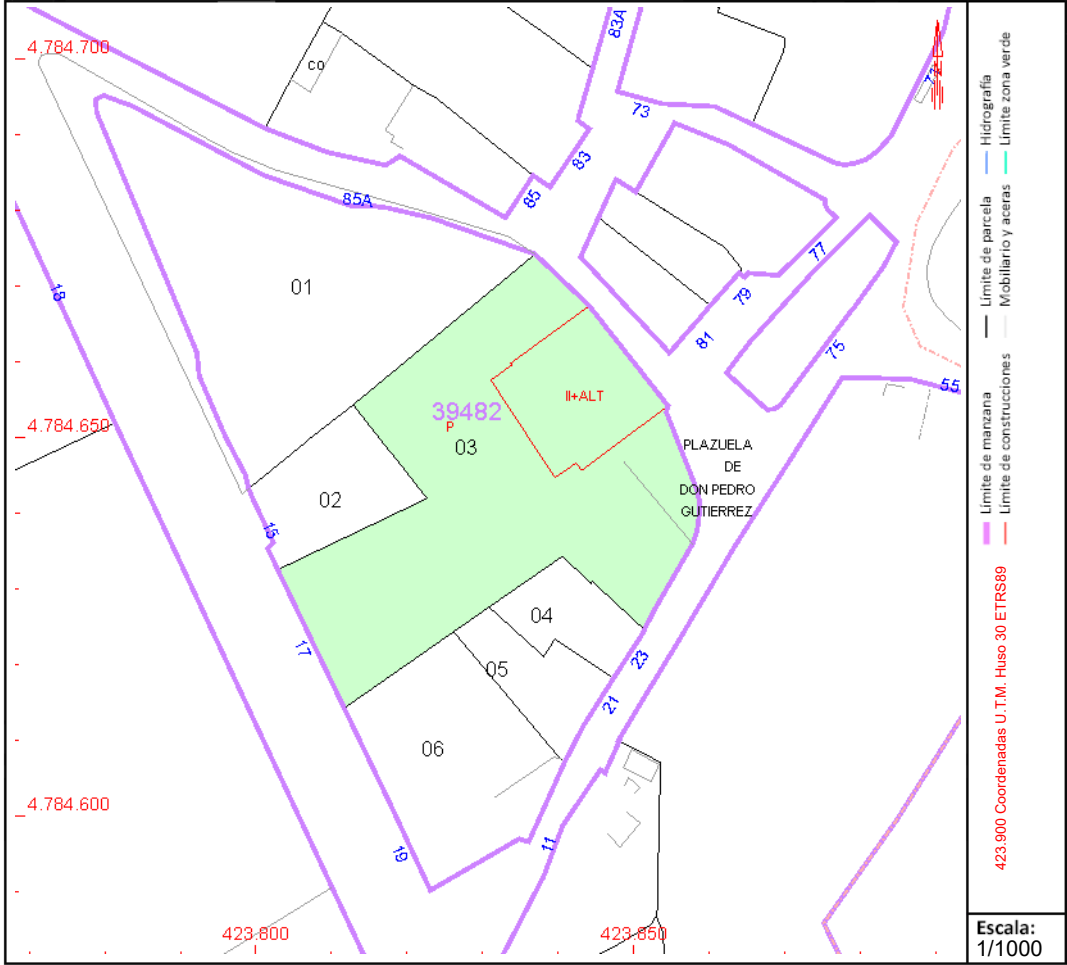 4.784.700
CO
83A
73
83
85
85A
01
18
77
79
81
75
55
II+ALT
39482
P
03
4.784.650
PLAZUELA
DE
DON PEDRO
GUTIERREZ
02
15
04
17
05
23
21
06
4.784.600
19
11
423.800
423.850
Hidrografía
Límite zona verde
Límite de parcela
Mobiliario y aceras
Límite de manzana
Límite de construcciones
423.900 Coordenadas U.T.M. Huso 30 ETRS89
Escala:
1/1000